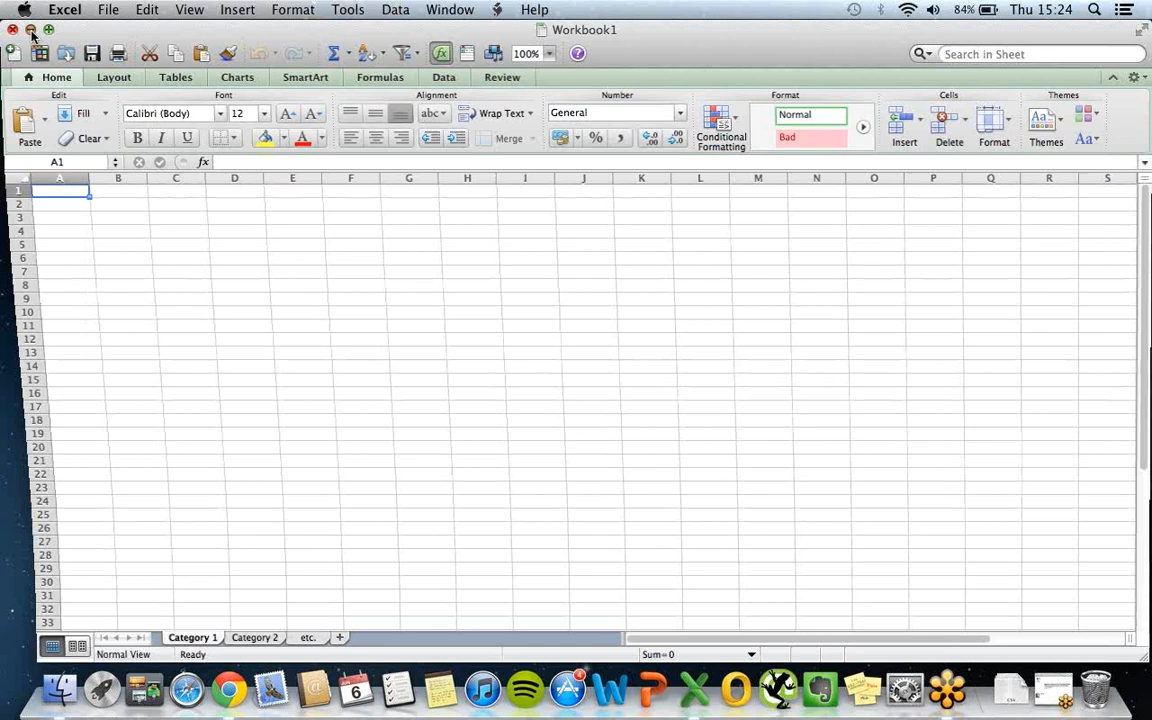 Excel File Edit View Insert Format Tools Data Window Help 84% Thu 15:24
Workbook1
100% Search in Sheet
Home Layout Tables Charts SmartArt Formulas Data Review
Edit Font Alignment Number Format Cells Themes
Fill Calibri (Body) 12 A A abc Wrap Text General Normal
Paste Clear B I U A Merge % , .0 .00 Bad Conditional Formatting Insert Delete Format Themes Aa
A1 fx
A B C D E F G H I J K L M N O P Q R S
1
2
3
4
5
6
7
8
9
10
11
12
13
14
15
16
17
18
19
20
21
22
23
24
25
26
27
28
29
30
31
32
33
Category 1 Category 2 etc. +
Normal View Ready Sum=0
6 4 W P X O